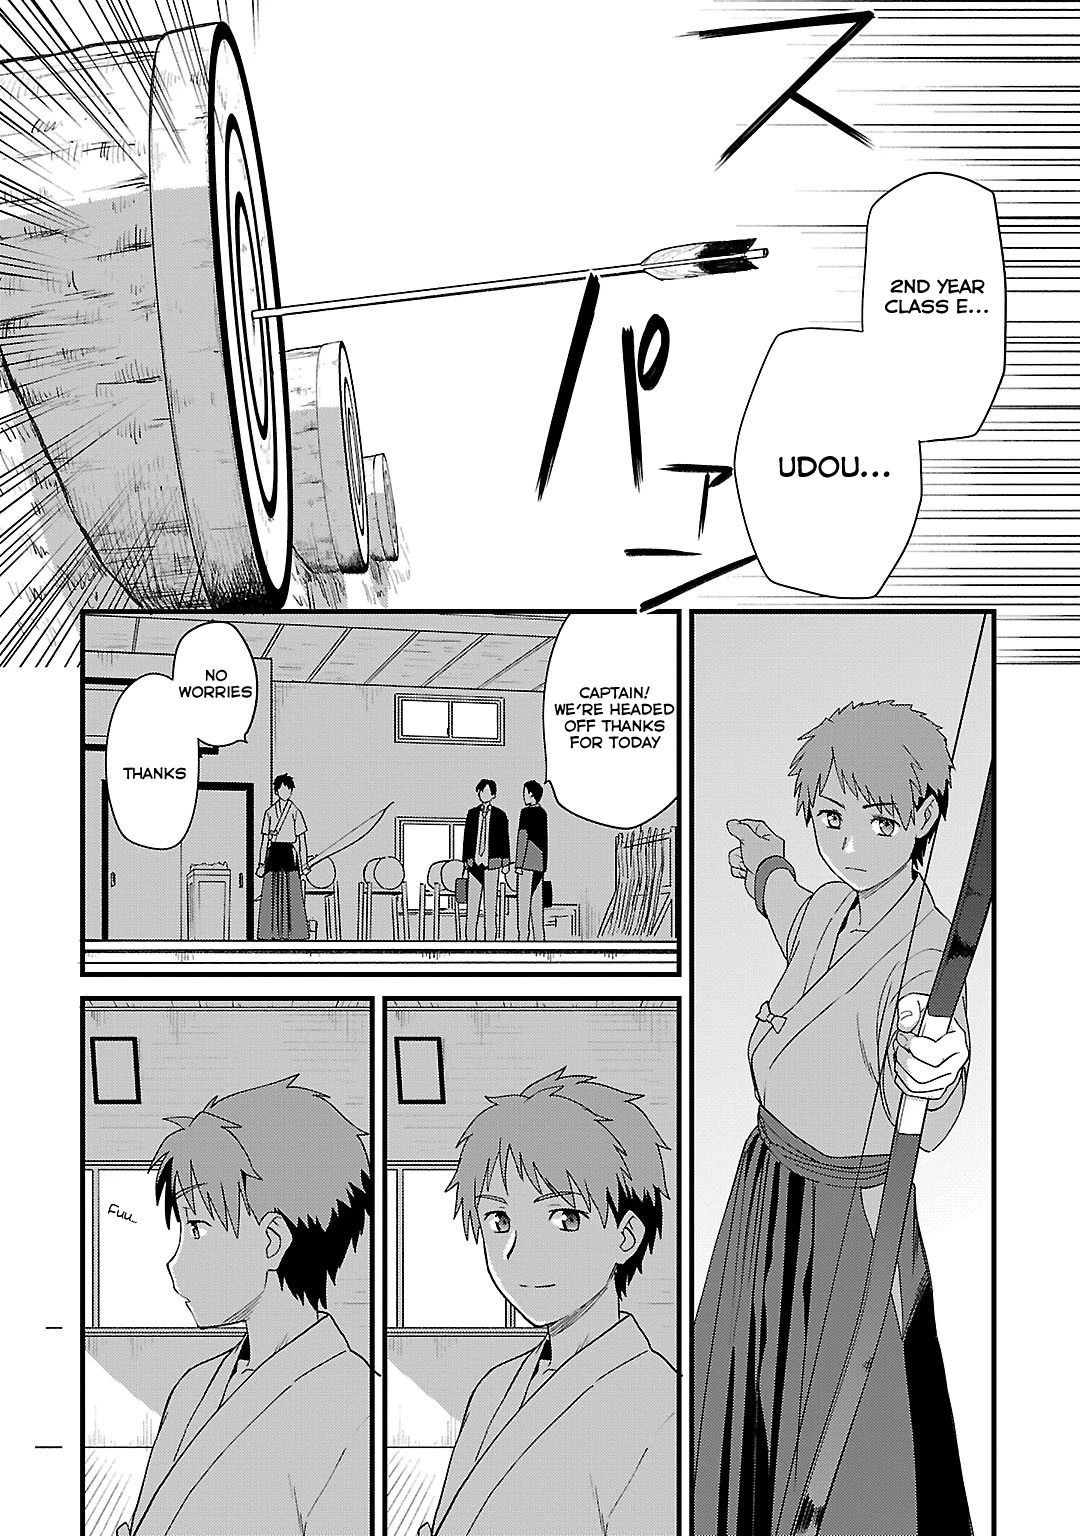 スパァン
2ND YEAR
CLASS E...
UDOU...
CAPTAIN!
WE'RE HEADED
OFF THANKS
FOR TODAY
NO
WORRIES
THANKS
Fuu...